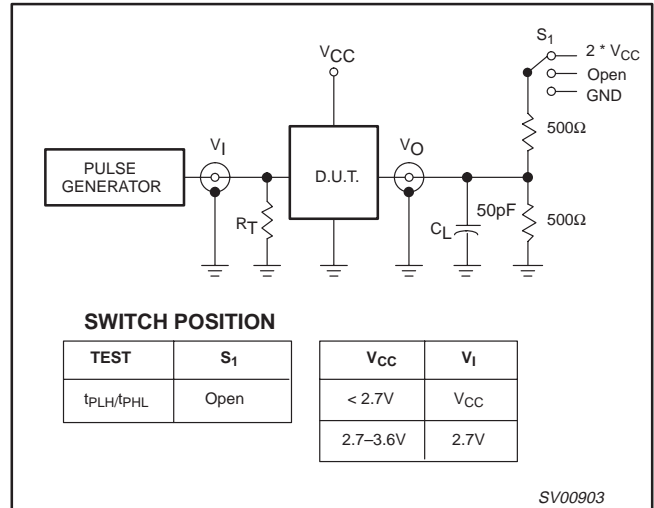 S1
2 * VCC
Open
GND
VCC
500Ω
VI
VO
PULSE
GENERATOR
D.U.T.
RT
50pF
CL
500Ω
SWITCH POSITION
TEST S1
tPLH/tPHL Open
VCC VI
< 2.7V VCC
2.7–3.6V 2.7V
SV00903